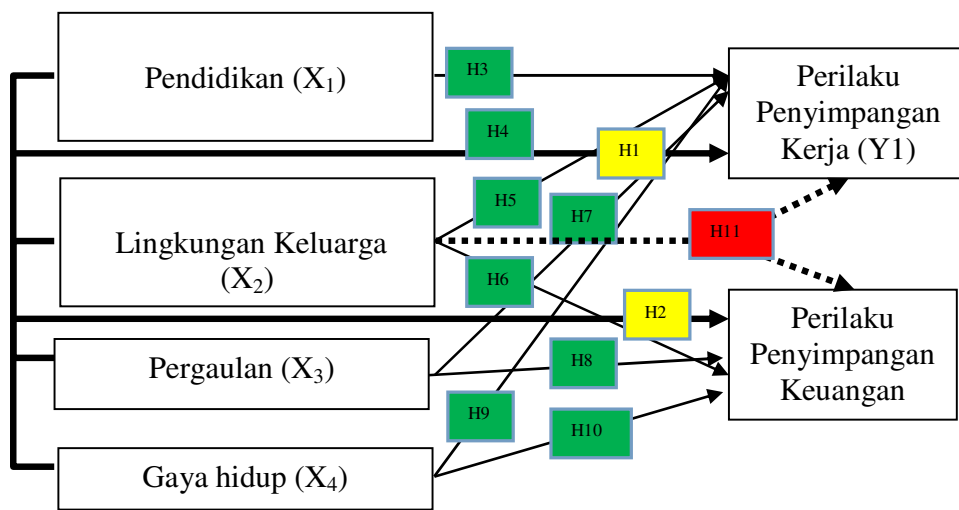 Pendidikan (X₁)
H3
Perilaku
Penyimpangan
Kerja (Y1)
H4
H1
H5
H7
Lingkungan Keluarga
(X₂)
H11
H6
H2
Perilaku
Penyimpangan
Keuangan
Pergaulan (X₃)
H8
H9
H10
Gaya hidup (X₄)